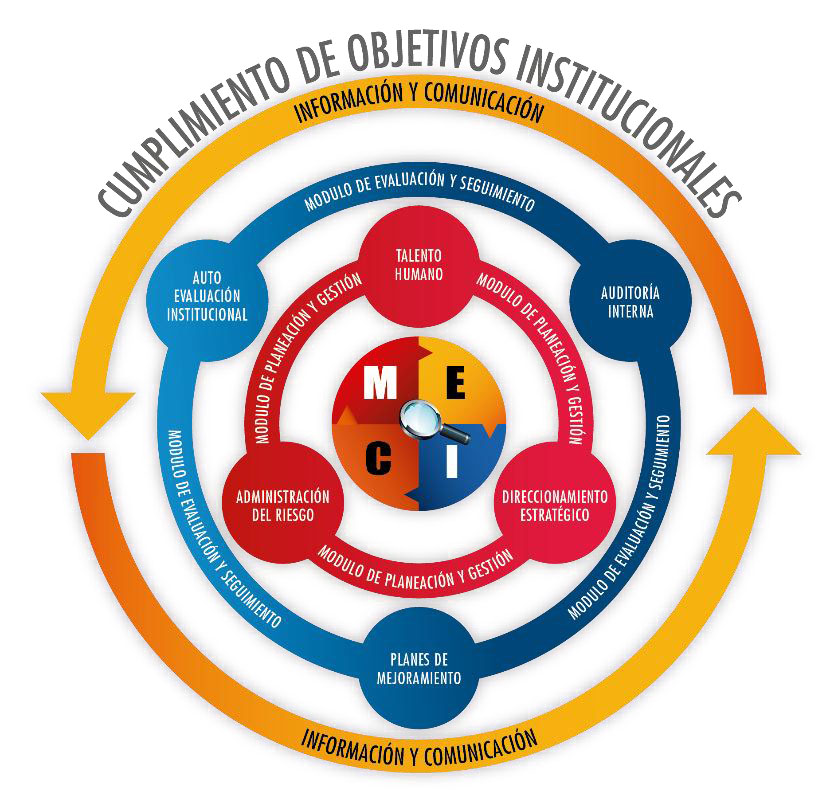 CUMPLIMIENTO DE OBJETIVOS INSTITUCIONALES
INFORMACIÓN Y COMUNICACIÓN
MODULO DE EVALUACIÓN Y SEGUIMIENTO
TALENTO
HUMANO
AUTO
EVALUACIÓN
INSTITUCIONAL
AUDITORÍA
INTERNA
MODULO DE PLANEACIÓN Y GESTIÓN
MODULO DE PLANEACIÓN Y GESTIÓN
M E
C I
ADMINISTRACIÓN
DEL RIESGO
DIRECCIONAMIENTO
ESTRATÉGICO
MODULO DE EVALUACIÓN Y SEGUIMIENTO
MODULO DE EVALUACIÓN Y SEGUIMIENTO
MODULO DE PLANEACIÓN Y GESTIÓN
PLANES DE
MEJORAMIENTO
INFORMACIÓN Y COMUNICACIÓN